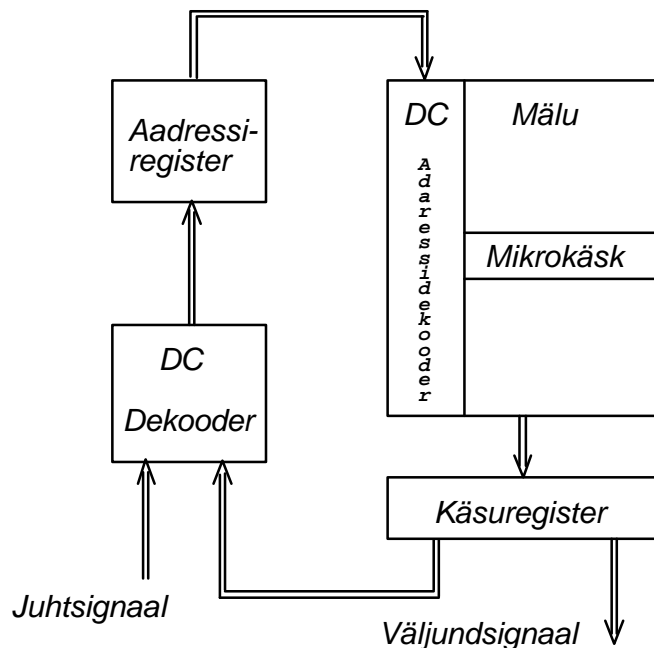 Aadressi-
register
DC
Mälu
Adaressidekooder
Mikrokäsk
DC
Dekooder
Käsuregister
Juhtsignaal
Väljundsignaal